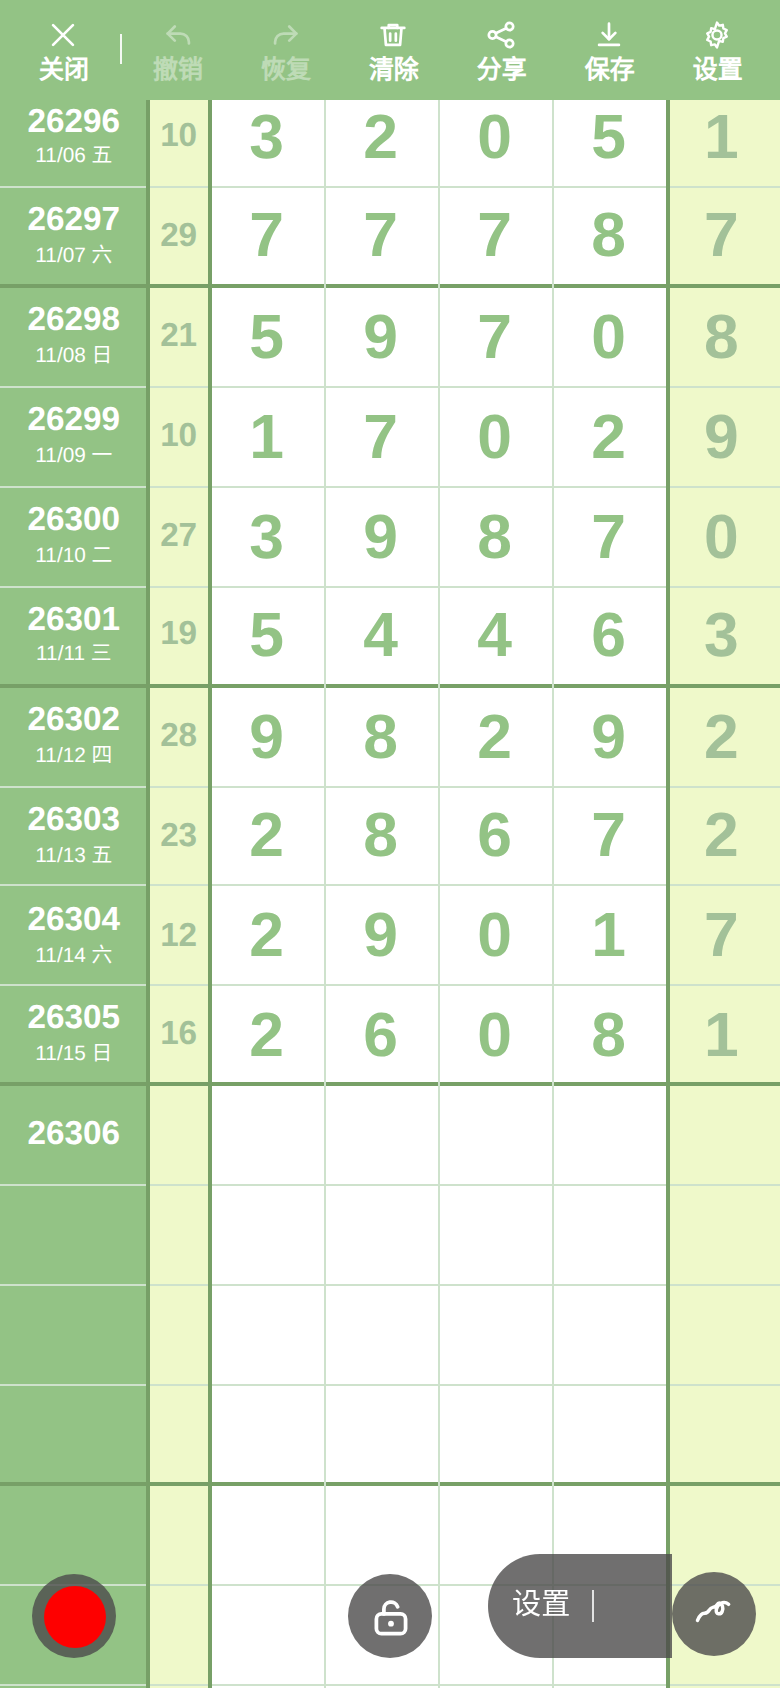 关闭 撤销 恢复 清除 分享 保存 设置
26296 10 3 2 0 5 1
11/06 五
26297 29 7 7 7 8 7
11/07 六
26298 21 5 9 7 0 8
11/08 日
26299 10 1 7 0 2 9
11/09 一
26300 27 3 9 8 7 0
11/10 二
26301 19 5 4 4 6 3
11/11 三
26302 28 9 8 2 9 2
11/12 四
26303 23 2 8 6 7 2
11/13 五
26304 12 2 9 0 1 7
11/14 六
26305 16 2 6 0 8 1
11/15 日
26306
设置